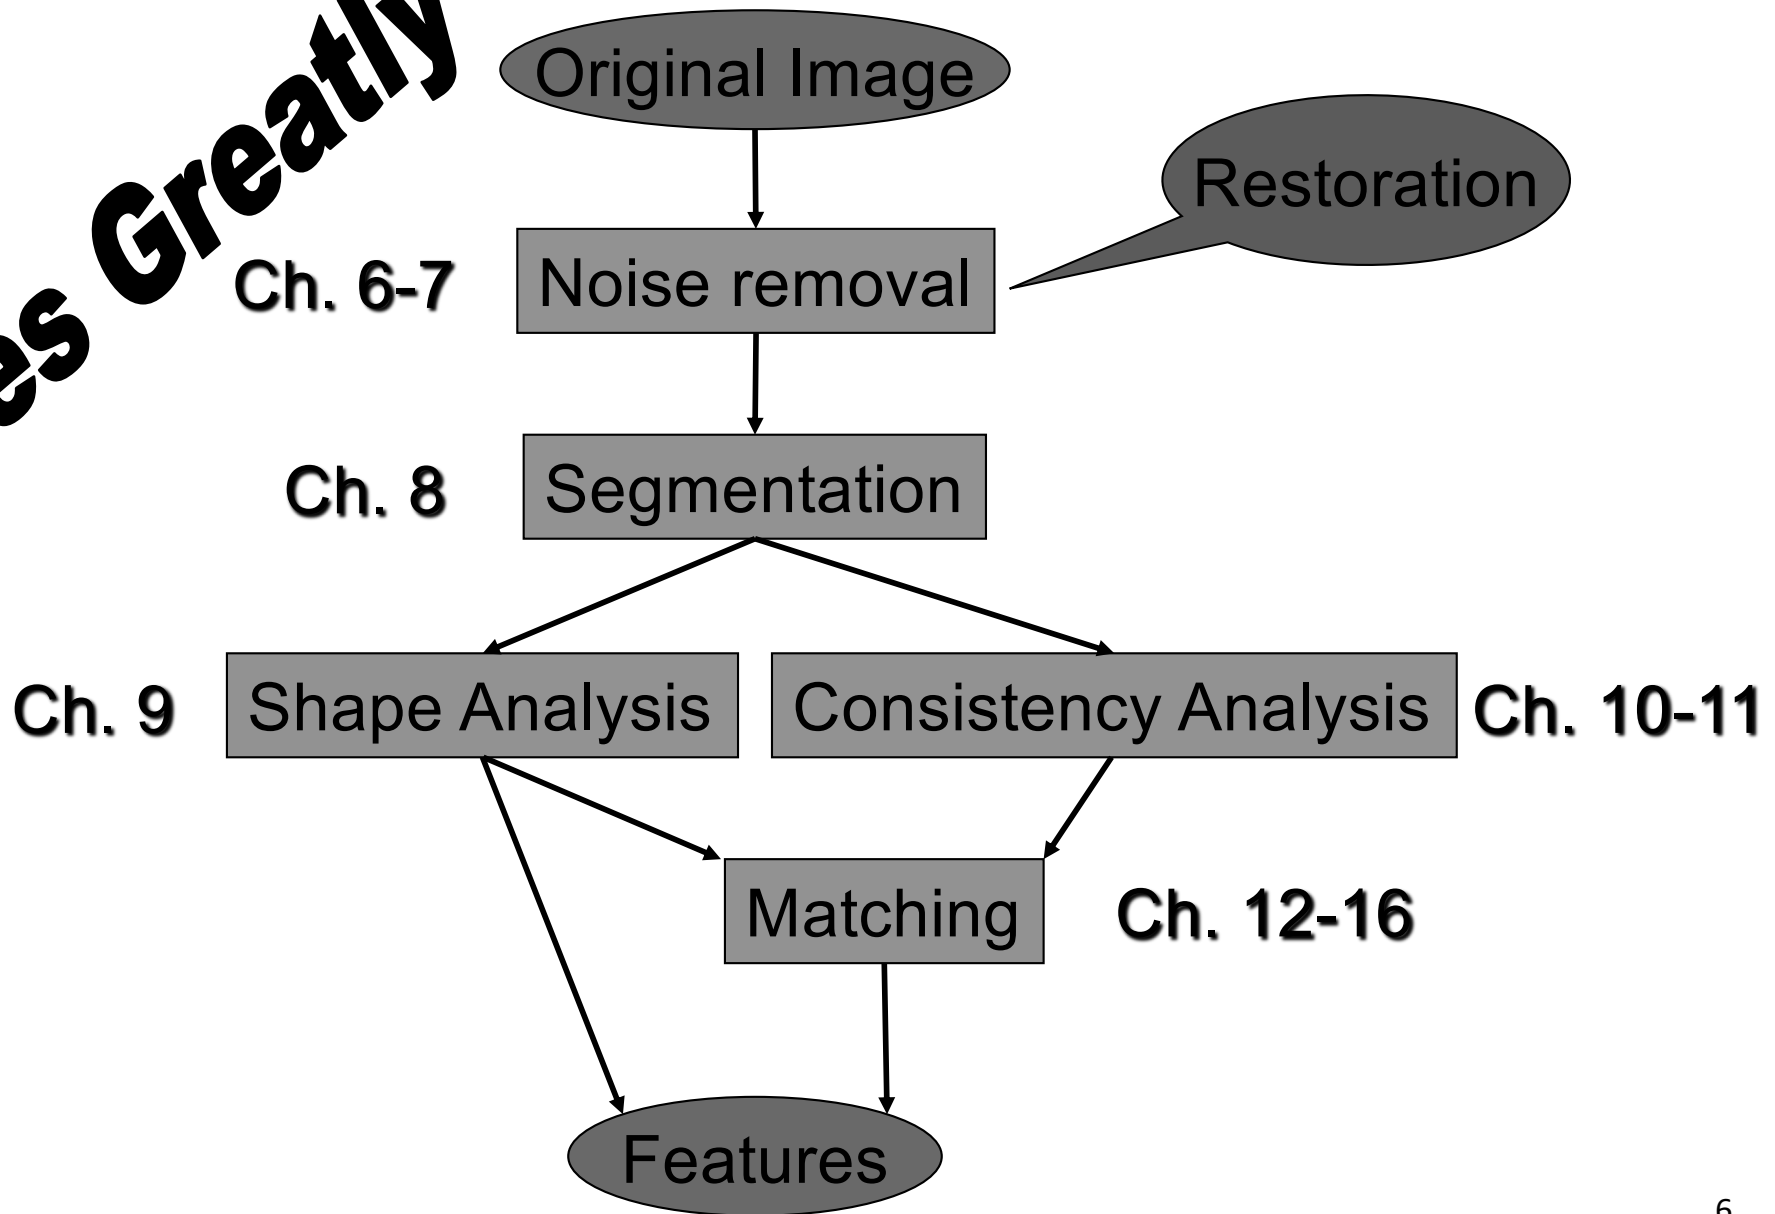 Greatly
Original Image
Restoration
Ch. 6-7
Noise removal
Ch. 8
Segmentation
Ch. 9
Shape Analysis
Consistency Analysis
Ch. 10-11
Matching
Ch. 12-16
Features
6